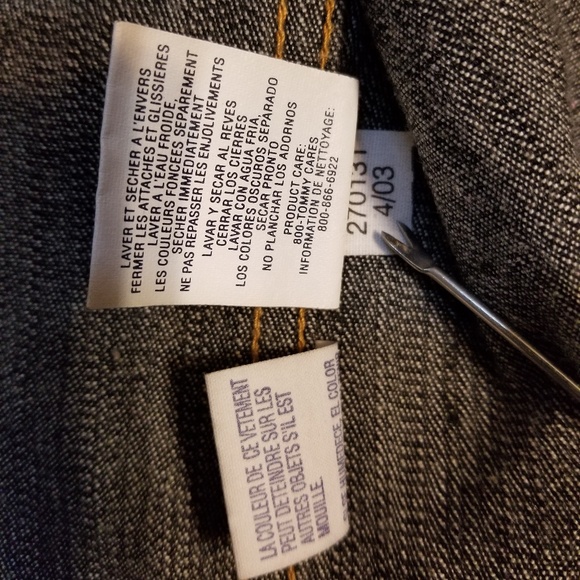 LAVER ET SECHER A L'ENVERS
FERMER LES ATTACHES ET GLISSIERES
LAVER A L'EAU FROIDE,
LES COULEURS FONCEES SEPAREMENT
SECHER IMMEDIATEMENT
NE PAS REPASSER LES ENJOLIVEMENTS
LAVAR Y SECAR AL REVES
CERRAR LOS CIERRES
LAVAR CON AGUA FRIA,
LOS COLORES OBSCUROS SEPARADO
SECAR PRONTO
NO PLANCHAR LOS ADORNOS
PRODUCT CARE:
800-TOMMY CARES
INFORMATION DE NETTOYAGE:
800-866-6922
270131
4/03
LA COULEUR DE CE VETEMENT
PEUT DETEINDRE SUR LES
AUTRES OBJETS S'IL EST
MOUILLE.
EL COLOR